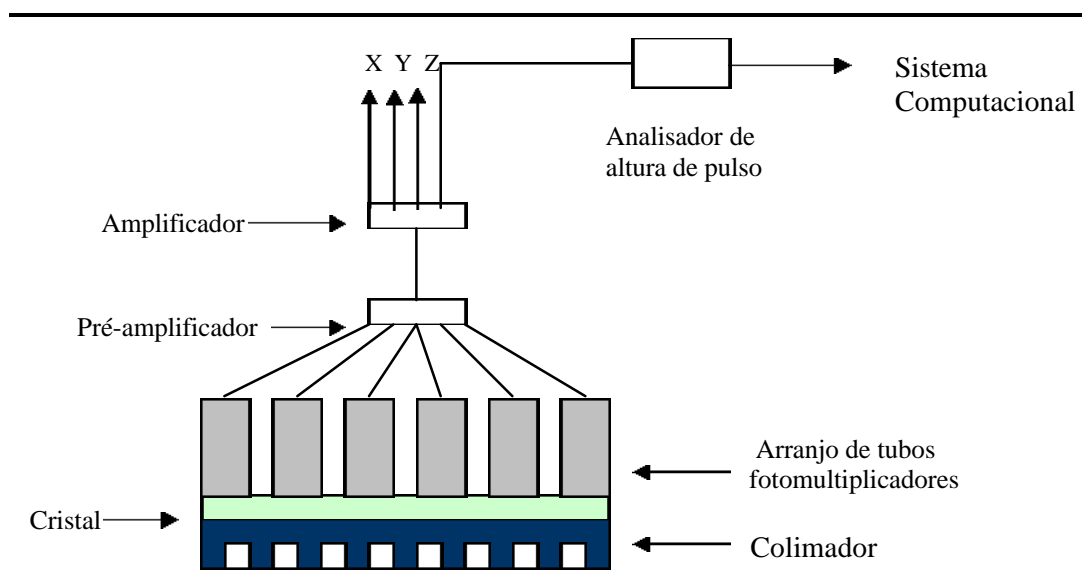 X Y Z
Sistema
Computacional
Analisador de
altura de pulso
Amplificador
Pré-amplificador
Arranjo de tubos
fotomultiplicadores
Cristal
Colimador